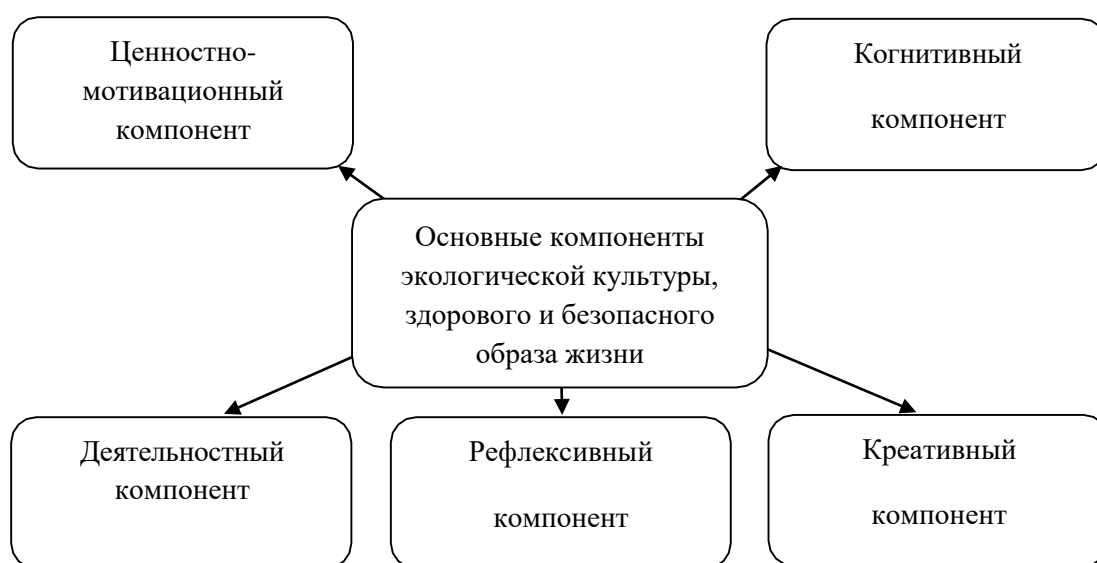 Ценностно-
мотивационный
компонент
Когнитивный
компонент
Основные компоненты
экологической культуры,
здорового и безопасного
образа жизни
Деятельностный
компонент
Рефлексивный
компонент
Креативный
компонент